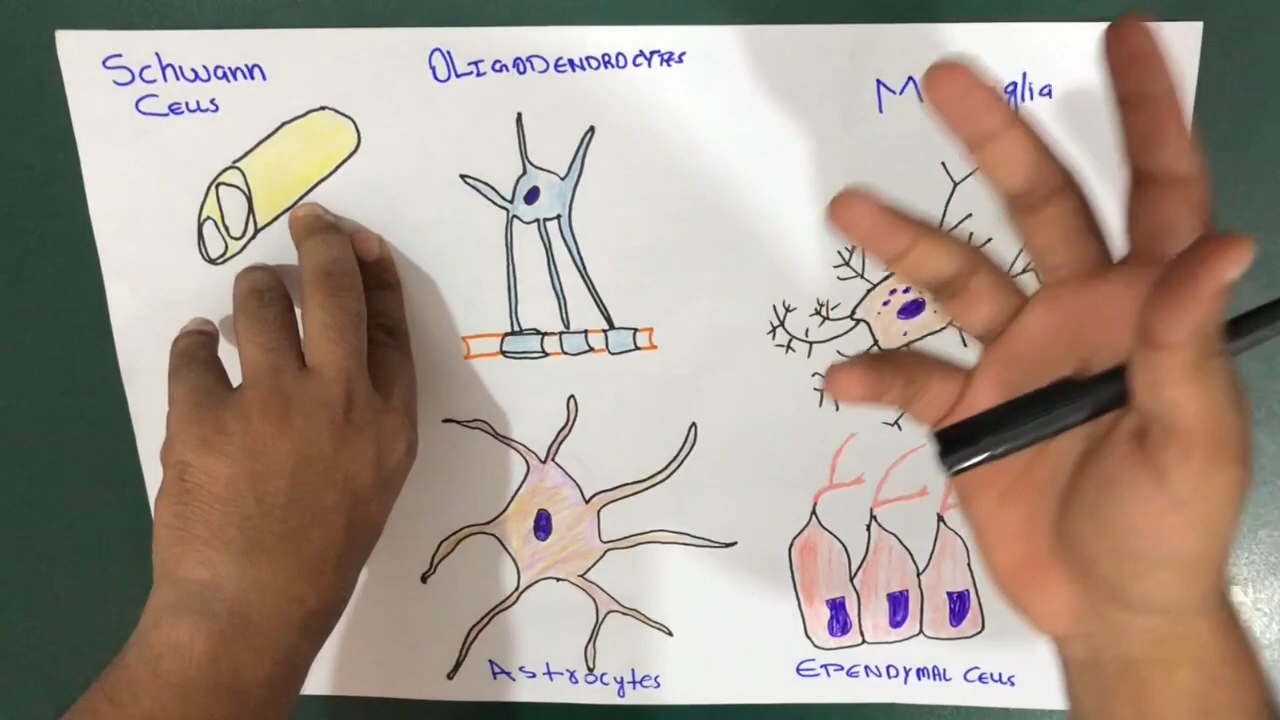 Schwann
Cells
OLIGODENDROCYTES
Astrocytes
EPENDYMAL CELLS